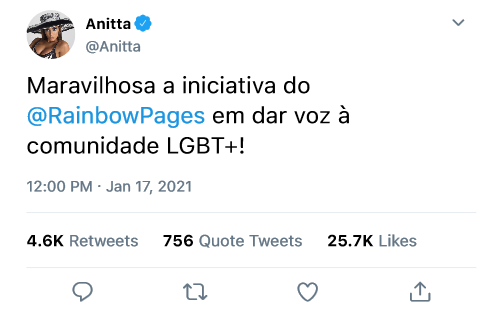 Anitta
@Anitta
Maravilhosa a iniciativa do
@RainbowPages em dar voz à
comunidade LGBT+!
12:00 PM · Jan 17, 2021
4.6K Retweets 756 Quote Tweets 25.7K Likes